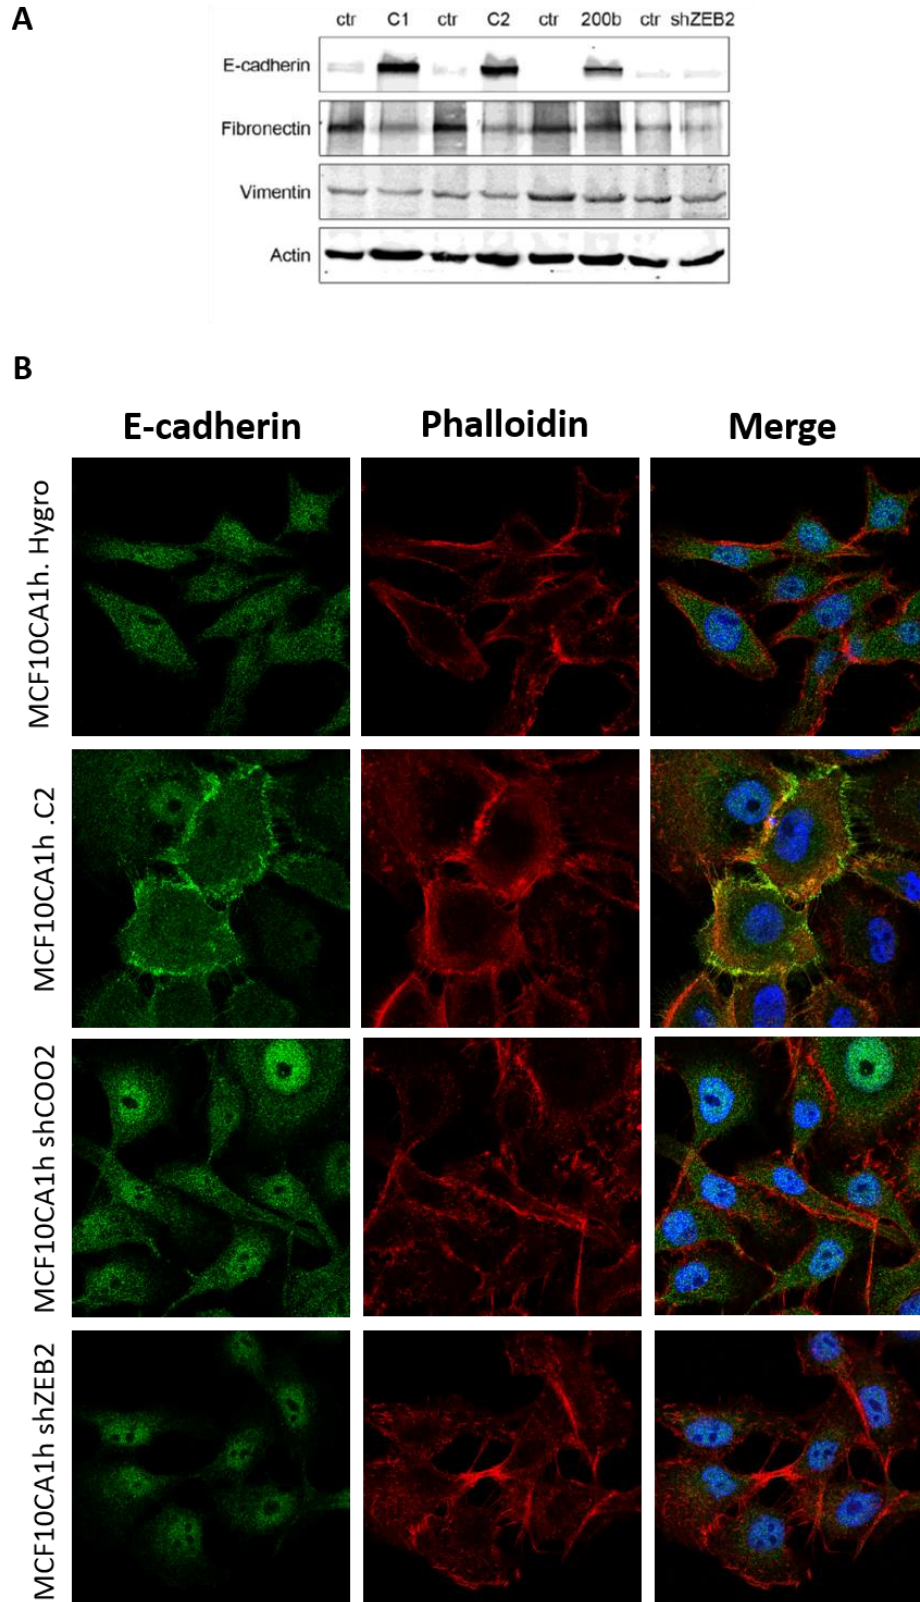 A
ctr C1 ctr C2 ctr 200b ctr shZEB2
E-cadherin
Fibronectin
Vimentin
Actin
B
E-cadherin Phalloidin Merge
MCF10CA1h. Hygro
MCF10CA1h .C2
MCF10CA1h shCOO2
MCF10CA1h shZEB2